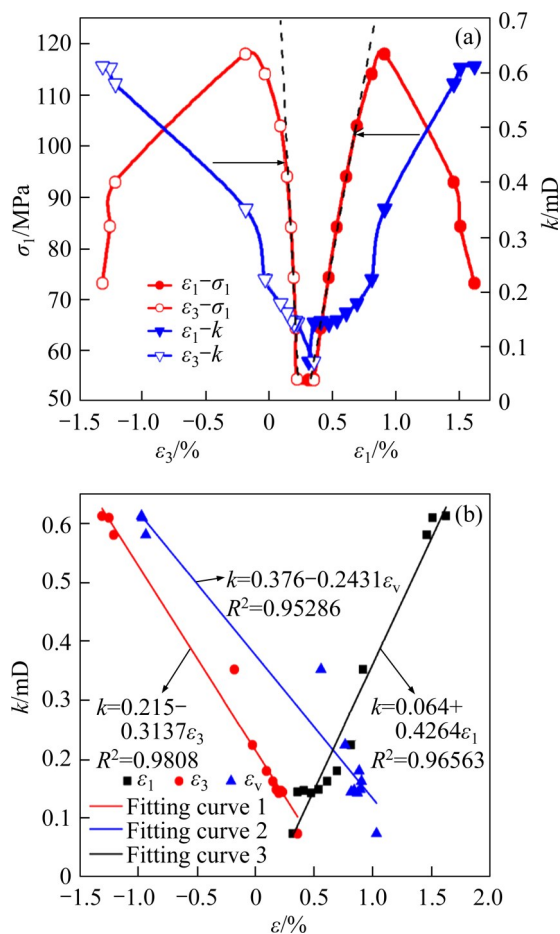 (a)
120
110
100
90
80
70
60
50
σ₁/MPa
0.7
0.6
0.5
0.4
0.3
0.2
0.1
0
k/mD
ε₁−σ₁
ε₃−σ₁
ε₁−k
ε₃−k
−1.5 −1.0 −0.5 0 0.5 1.0 1.5
ε₃/% ε₁/%
(b)
0.6
0.5
0.4
0.3
0.2
0.1
0
k/mD
k=0.376−0.2431εᵥ
R²=0.95286
k=0.215−
0.3137ε₃
R²=0.9808
k=0.064+
0.4264ε₁
R²=0.96563
ε₁ ε₃ εᵥ
Fitting curve 1
Fitting curve 2
Fitting curve 3
−1.5 −1.0 −0.5 0 0.5 1.0 1.5 2.0
ε/%